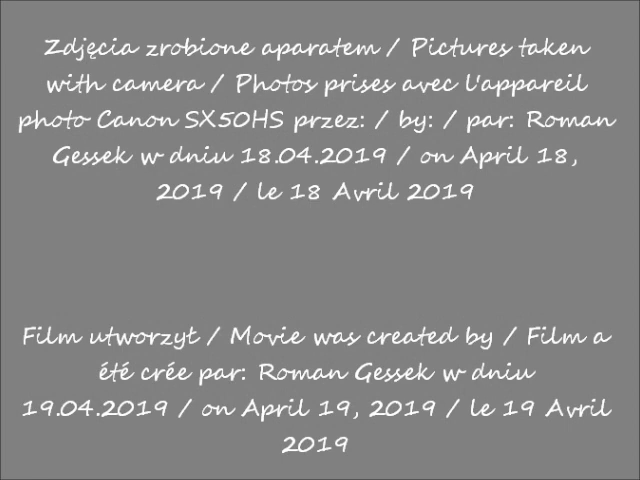 Zdjęcia zrobione aparatem / Pictures taken
with camera / Photos prises avec l'appareil
photo Canon SX50HS przez: / by: / par: Roman
Gessek w dniu 18.04.2019 / on April 18,
2019 / le 18 Avril 2019
Film utworzył / Movie was created by / Film a
été crée par: Roman Gessek w dniu
19.04.2019 / on April 19, 2019 / le 19 Avril
2019